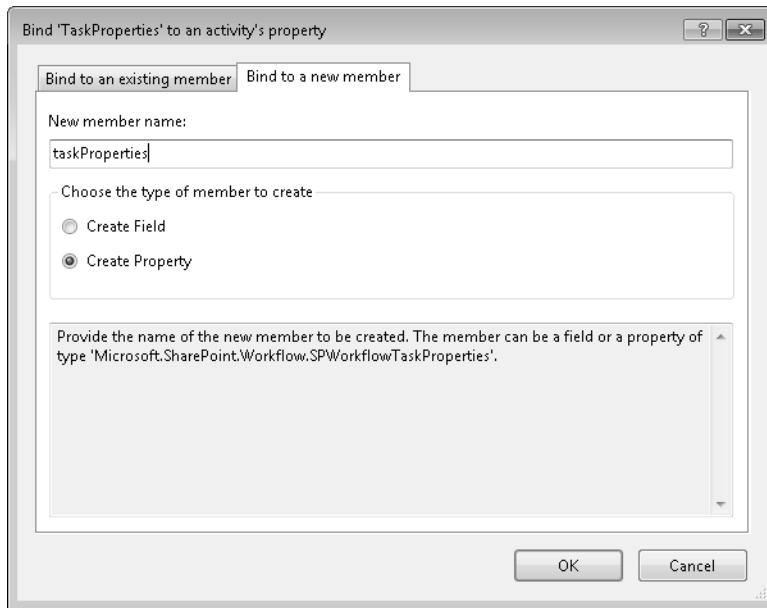 Bind 'TaskProperties' to an activity's property
Bind to an existing member
Bind to a new member
New member name:
taskProperties
Choose the type of member to create
Create Field
Create Property
Provide the name of the new member to be created. The member can be a field or a property of
type 'Microsoft.SharePoint.Workflow.SPWorkflowTaskProperties'.
OK
Cancel